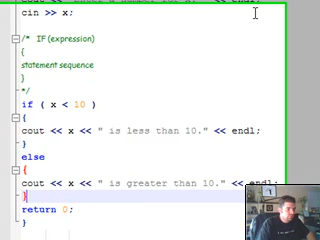 cin >> x;
/* IF (expression)
{
statement sequence
}
*/
if ( x < 10 )
{
cout << x << " is less than 10." << endl;
}
else
{
cout << x << " is greater than 10." << endl;
}
return 0;
}